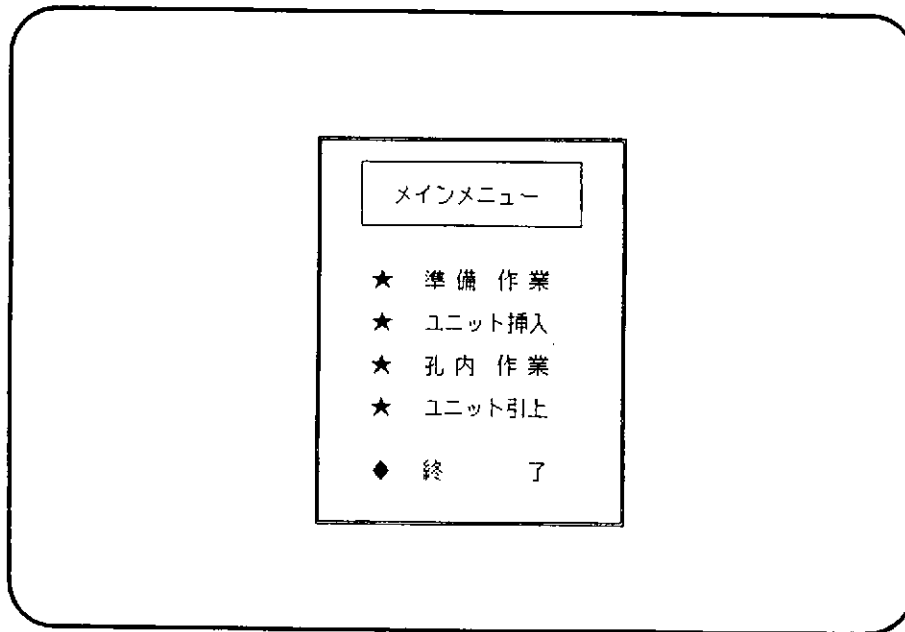 メインメニュー
★ 準備 作業
★ ユニット挿入
★ 孔内 作業
★ ユニット引上
◆ 終 了